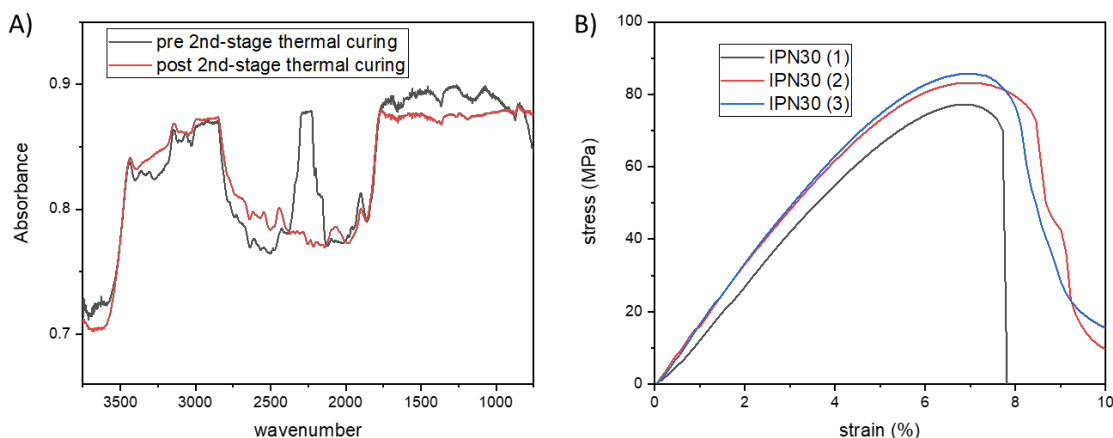 A)
pre 2nd-stage thermal curing
post 2nd-stage thermal curing
0.9
0.8
0.7
Absorbance
3500 3000 2500 2000 1500 1000
wavenumber
B)
IPN30 (1)
IPN30 (2)
IPN30 (3)
100
80
60
40
20
0
stress (MPa)
0 2 4 6 8 10
strain (%)